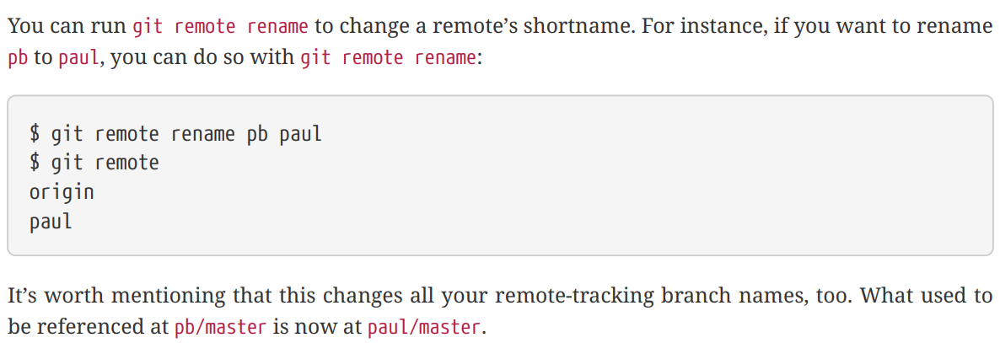 You can run git remote rename to change a remote’s shortname. For instance, if you want to rename
pb to paul, you can do so with git remote rename:
$ git remote rename pb paul
$ git remote
origin
paul
It’s worth mentioning that this changes all your remote-tracking branch names, too. What used to
be referenced at pb/master is now at paul/master.